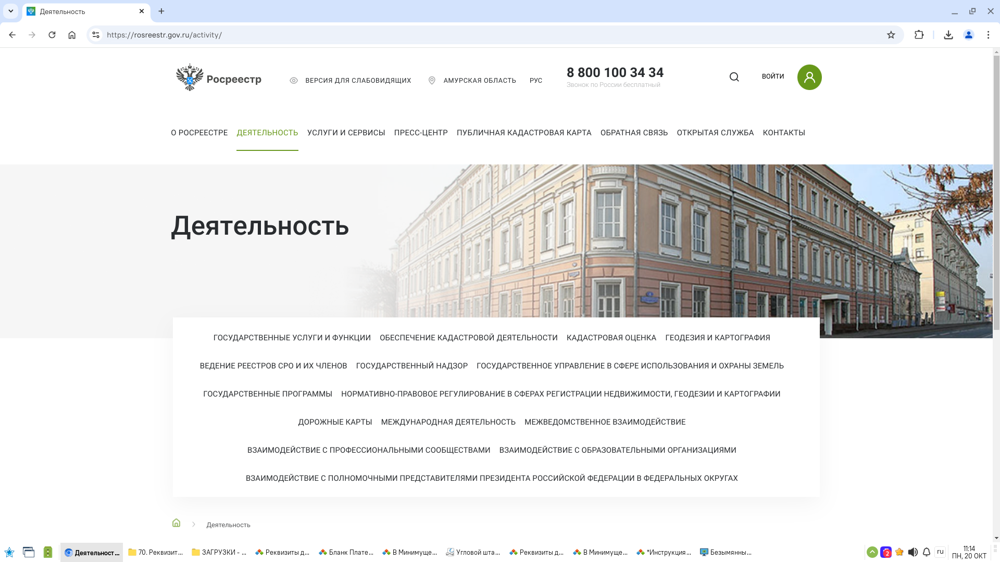 Деятельность
https://rosreestr.gov.ru/activity/
Росреестр
ВЕРСИЯ ДЛЯ СЛАБОВИДЯЩИХ
АМУРСКАЯ ОБЛАСТЬ
РУС
8 800 100 34 34
Звонок по России бесплатный
ВОЙТИ
О РОСРЕЕСТРЕ ДЕЯТЕЛЬНОСТЬ УСЛУГИ И СЕРВИСЫ ПРЕСС-ЦЕНТР ПУБЛИЧНАЯ КАДАСТРОВАЯ КАРТА ОБРАТНАЯ СВЯЗЬ ОТКРЫТАЯ СЛУЖБА КОНТАКТЫ
Деятельность
ГОСУДАРСТВЕННЫЕ УСЛУГИ И ФУНКЦИИ ОБЕСПЕЧЕНИЕ КАДАСТРОВОЙ ДЕЯТЕЛЬНОСТИ КАДАСТРОВАЯ ОЦЕНКА ГЕОДЕЗИЯ И КАРТОГРАФИЯ
ВЕДЕНИЕ РЕЕСТРОВ СРО И ИХ ЧЛЕНОВ ГОСУДАРСТВЕННЫЙ НАДЗОР ГОСУДАРСТВЕННОЕ УПРАВЛЕНИЕ В СФЕРЕ ИСПОЛЬЗОВАНИЯ И ОХРАНЫ ЗЕМЕЛЬ
ГОСУДАРСТВЕННЫЕ ПРОГРАММЫ НОРМАТИВНО-ПРАВОВОЕ РЕГУЛИРОВАНИЕ В СФЕРАХ РЕГИСТРАЦИИ НЕДВИЖИМОСТИ, ГЕОДЕЗИИ И КАРТОГРАФИИ
ДОРОЖНЫЕ КАРТЫ МЕЖДУНАРОДНАЯ ДЕЯТЕЛЬНОСТЬ МЕЖВЕДОМСТВЕННОЕ ВЗАИМОДЕЙСТВИЕ
ВЗАИМОДЕЙСТВИЕ С ПРОФЕССИОНАЛЬНЫМИ СООБЩЕСТВАМИ ВЗАИМОДЕЙСТВИЕ С ОБРАЗОВАТЕЛЬНЫМИ ОРГАНИЗАЦИЯМИ
ВЗАИМОДЕЙСТВИЕ С ПОЛНОМОЧНЫМИ ПРЕДСТАВИТЕЛЯМИ ПРЕЗИДЕНТА РОССИЙСКОЙ ФЕДЕРАЦИИ В ФЕДЕРАЛЬНЫХ ОКРУГАХ
Деятельность
Деятельност... 70. Реквизит... ЗАГРУЗКИ - ... Реквизиты д... Бланк Плате... В Минимуще... Угловой шта... Реквизиты д... В Минимуще... *Инструкция... Безымянны...
2
ru
11:14
ПН, 20 ОКТ